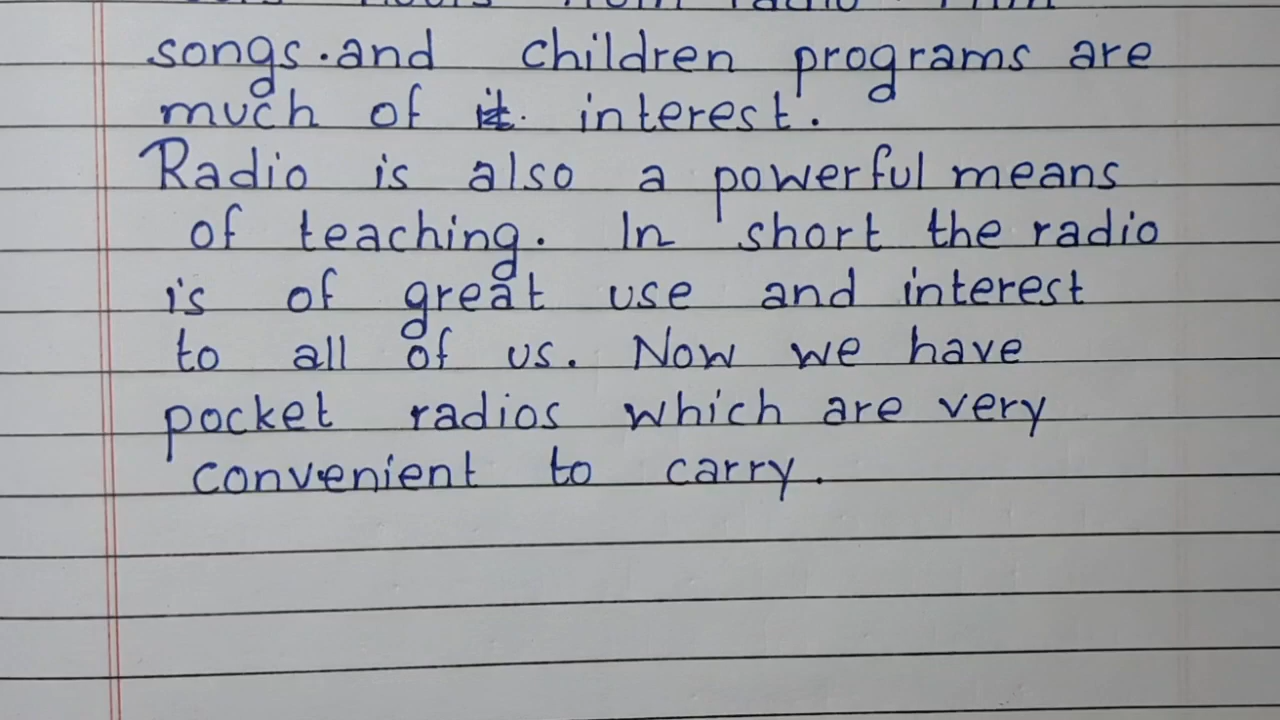 songs.and children programs are
much of it. interest.
Radio is also a powerful means
of teaching. In short the radio
is of great use and interest
to all of us. Now we have
pocket radios which are very
convenient to carry.